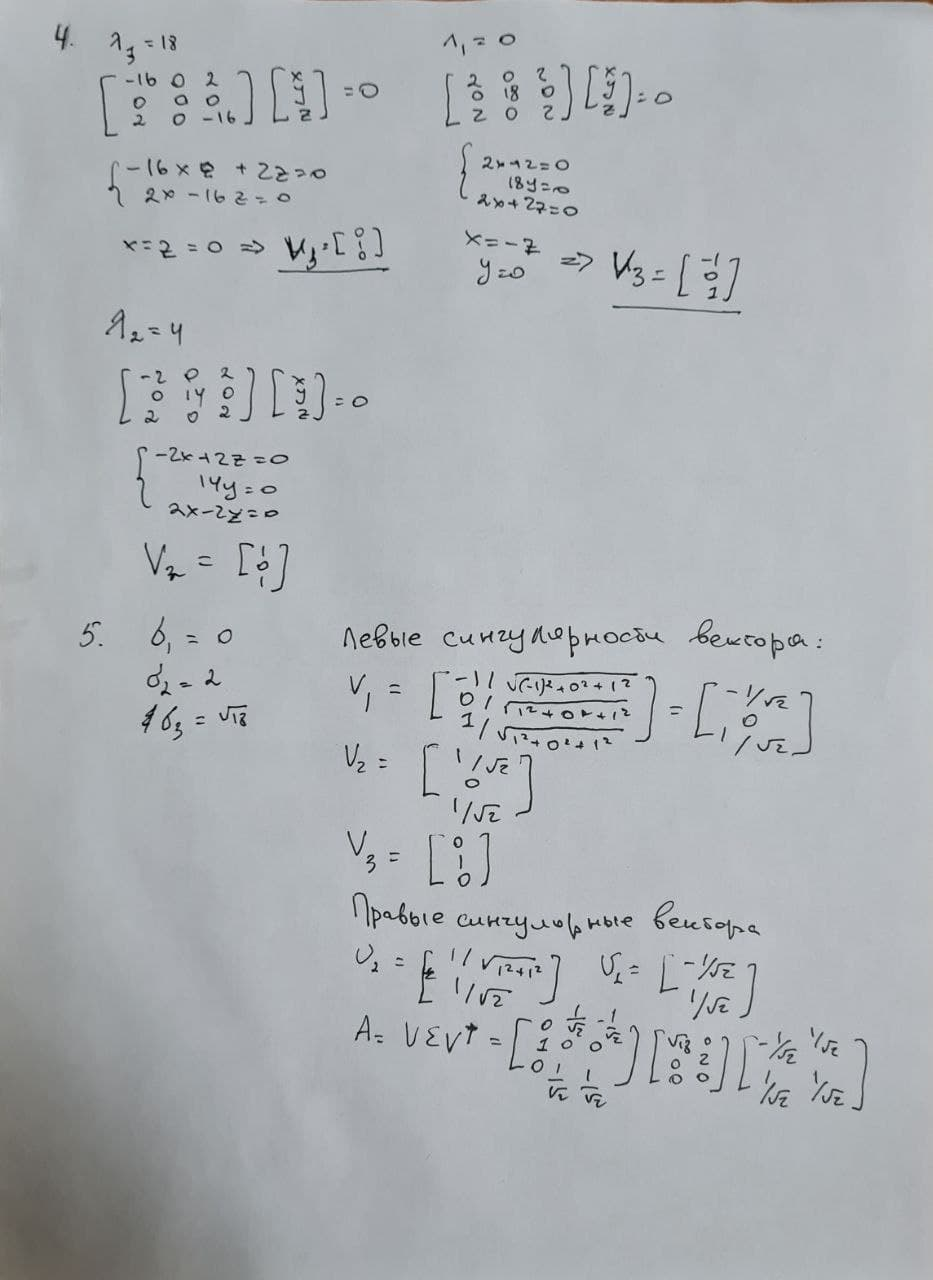 4. λ₃ = 18
[-16 0 2
0 0 0
2 0 -16] [x
y
z] = 0
{-16x + 2z = 0
2x - 16z = 0
x = z = 0 ⇒ V₃ = [0
1
0]
λ₂ = 4
[-2 0 2
0 14 0
2 0 2] [x
y
z] = 0
{-2x + 2z = 0
14y = 0
2x - 2z = 0
V₂ = [1
0
1]
λ₁ = 0
[2 0 2
0 18 0
2 0 2] [x
y
z] = 0
{2x + 2 = 0
18y = 0
2x + 2z = 0
x = -z
y = 0 ⇒ V₃ = [-1
0
1]
5. σ₁ = 0
σ₂ = 2
σ₃ = √18
Левые сингулярности вектора:
V₁ = [-1/√(-1)²+0²+1²
0/√1²+0²+1²
1/√1²+0²+1²] = [-1/√2
0
1/√2]
V₂ = [1/√2
0
1/√2]
V₃ = [0
1
0]
Правые сингулорные вектора
U₂ = [1/√1²+1²
1/√2] U₁ = [-1/√2
1/√2]
A = VΣVᵀ = [0 1/√2 -1/√2
1 0 0
0 1/√2 1/√2] [√18 0
0 2
0 0] [-1/√2 1/√2
1/√2 1/√2]